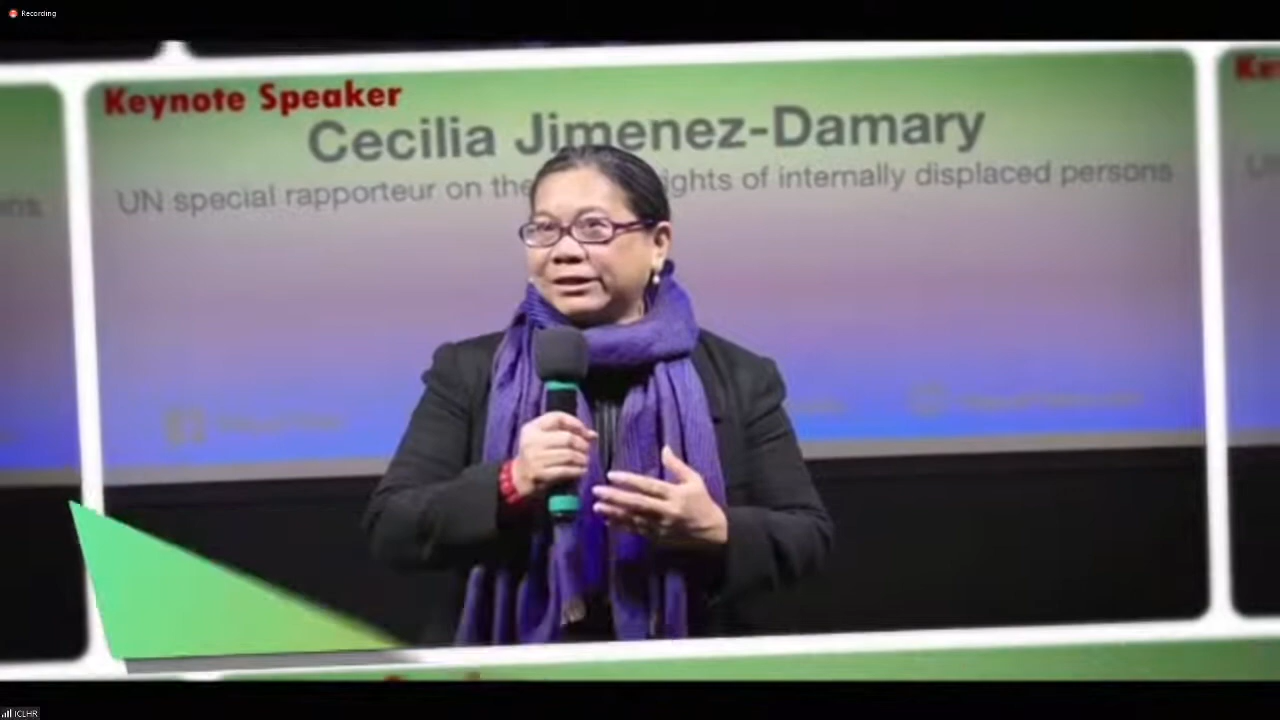 Recording
Keynote Speaker
Cecilia Jimenez-Damary
UN special rapporteur on the ights of internally displaced persons
ICLHR